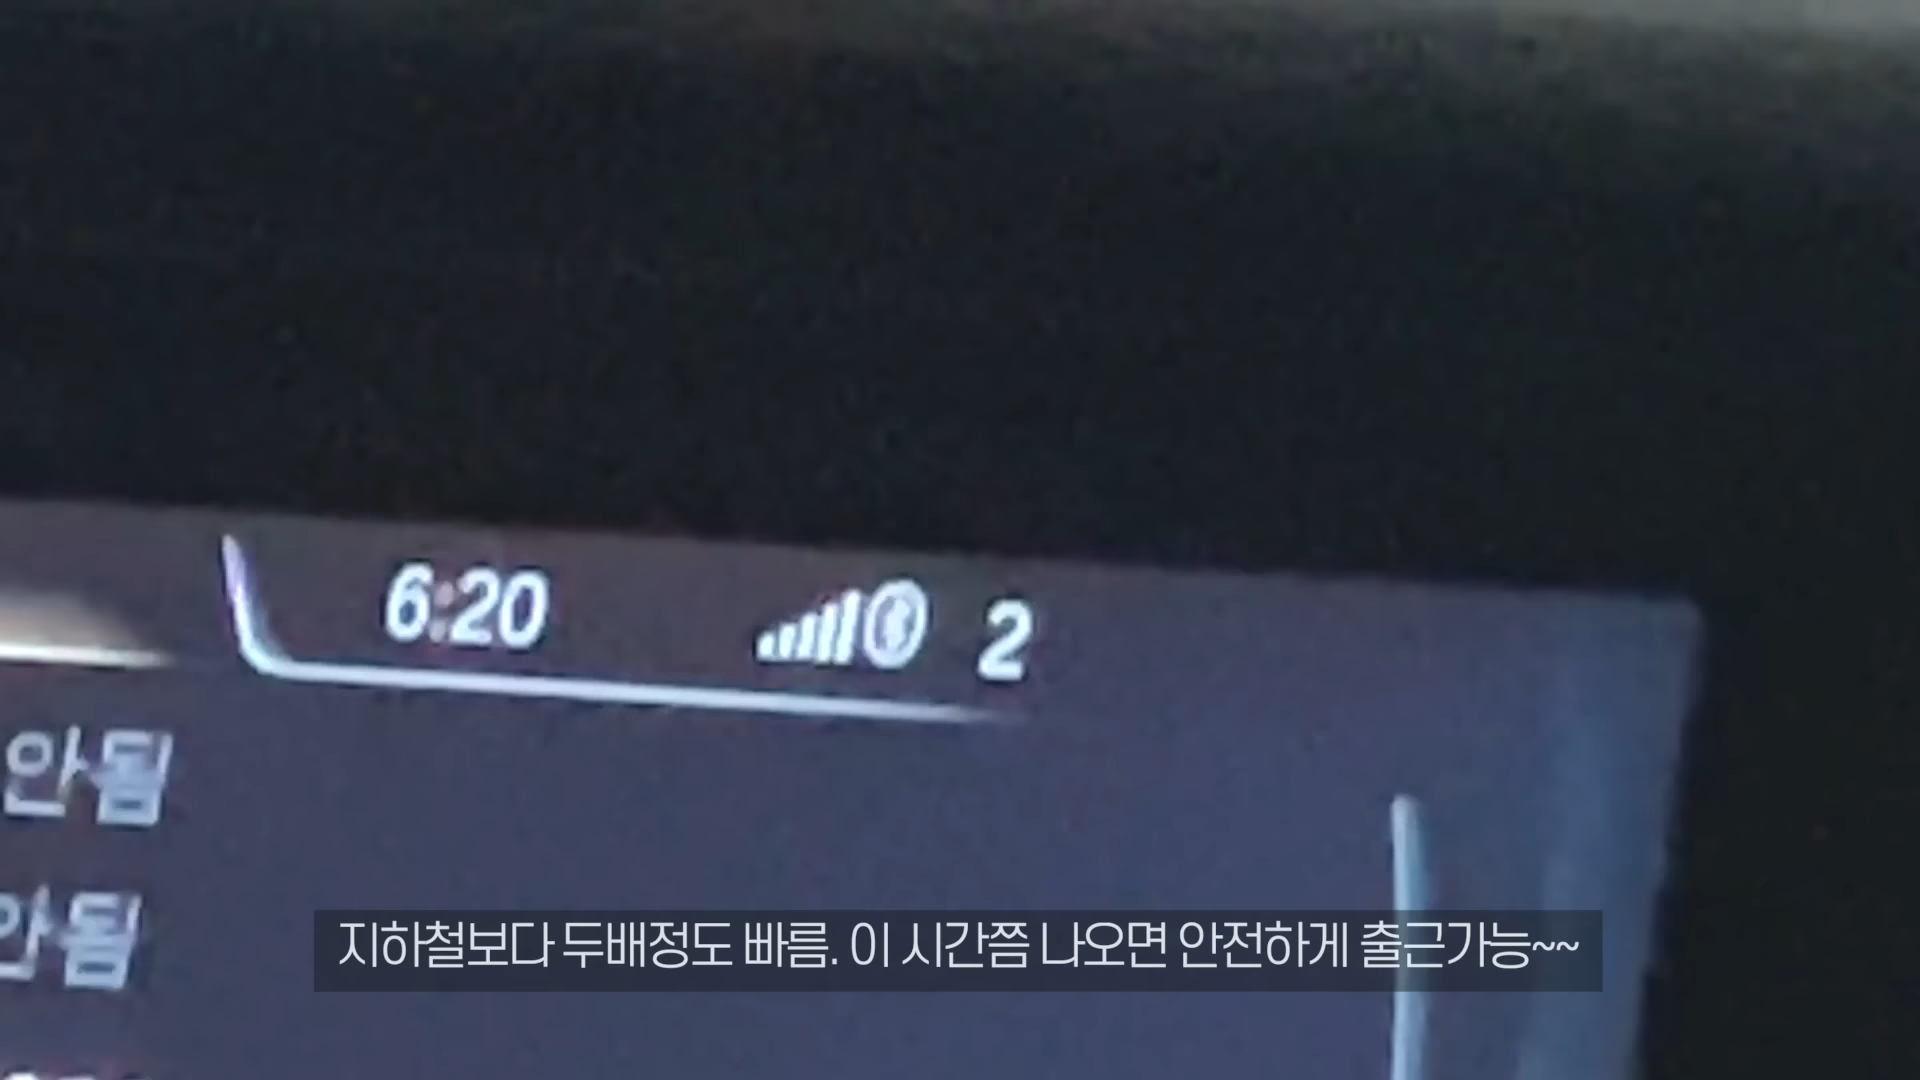 6:20 2
안됨
안됨
지하철보다 두배정도 빠름. 이 시간쯤 나오면 안전하게 출근가능~~